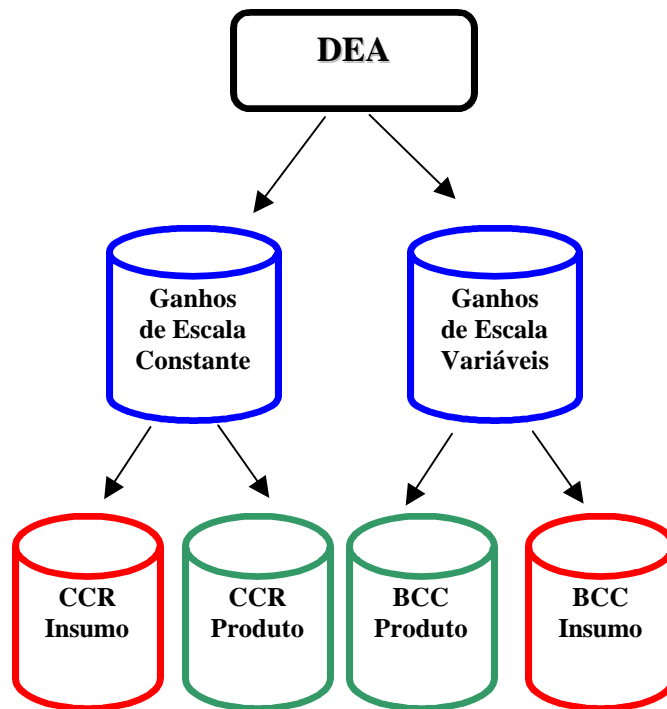 DEA
Ganhos
de Escala
Constante
Ganhos
de Escala
Variáveis
CCR
Insumo
CCR
Produto
BCC
Produto
BCC
Insumo